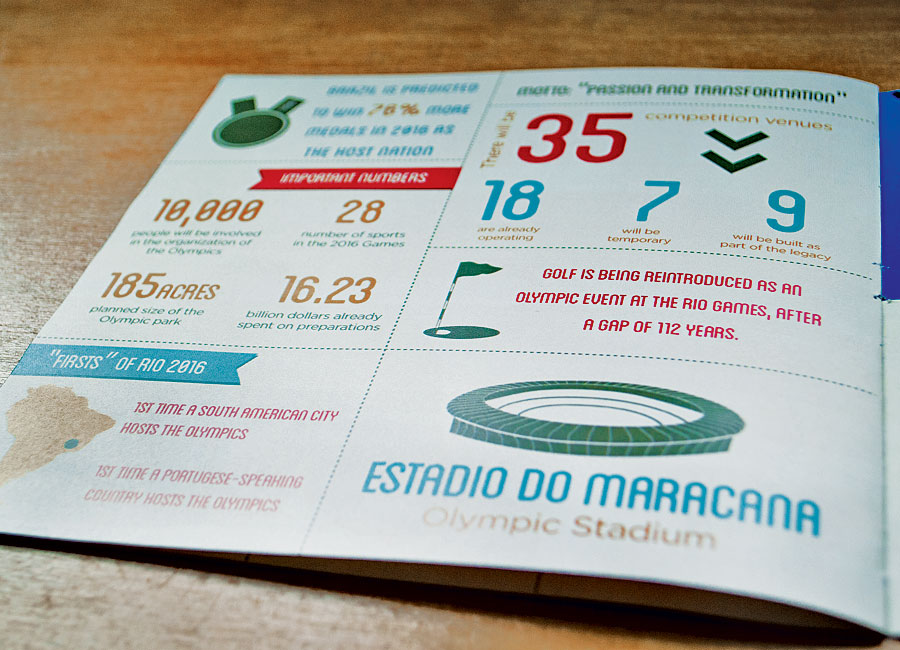 BRAZIL IS PREDICTED
TO WIN 76% MORE
MEDALS IN 2016 AS
THE HOST NATION
IMPORTANT NUMBERS
10,000
people will be involved
in the organization of
the Olympics
28
number of sports
in the 2016 Games
185 ACRES
planned size of the
Olympic park
16.23
billion dollars already
spent on preparations
"FIRSTS" OF RIO 2016
1ST TIME A SOUTH AMERICAN CITY
HOSTS THE OLYMPICS
1ST TIME A PORTUGESE-SPEAKING
COUNTRY HOSTS THE OLYMPICS
MOTTO: "PASSION AND TRANSFORMATION"
There will be
35
competition venues
18
are already
operating
7
will be
temporary
9
will be built as
part of the legacy
GOLF IS BEING REINTRODUCED AS AN
OLYMPIC EVENT AT THE RIO GAMES, AFTER
A GAP OF 112 YEARS.
ESTADIO DO MARACANA
Olympic Stadium